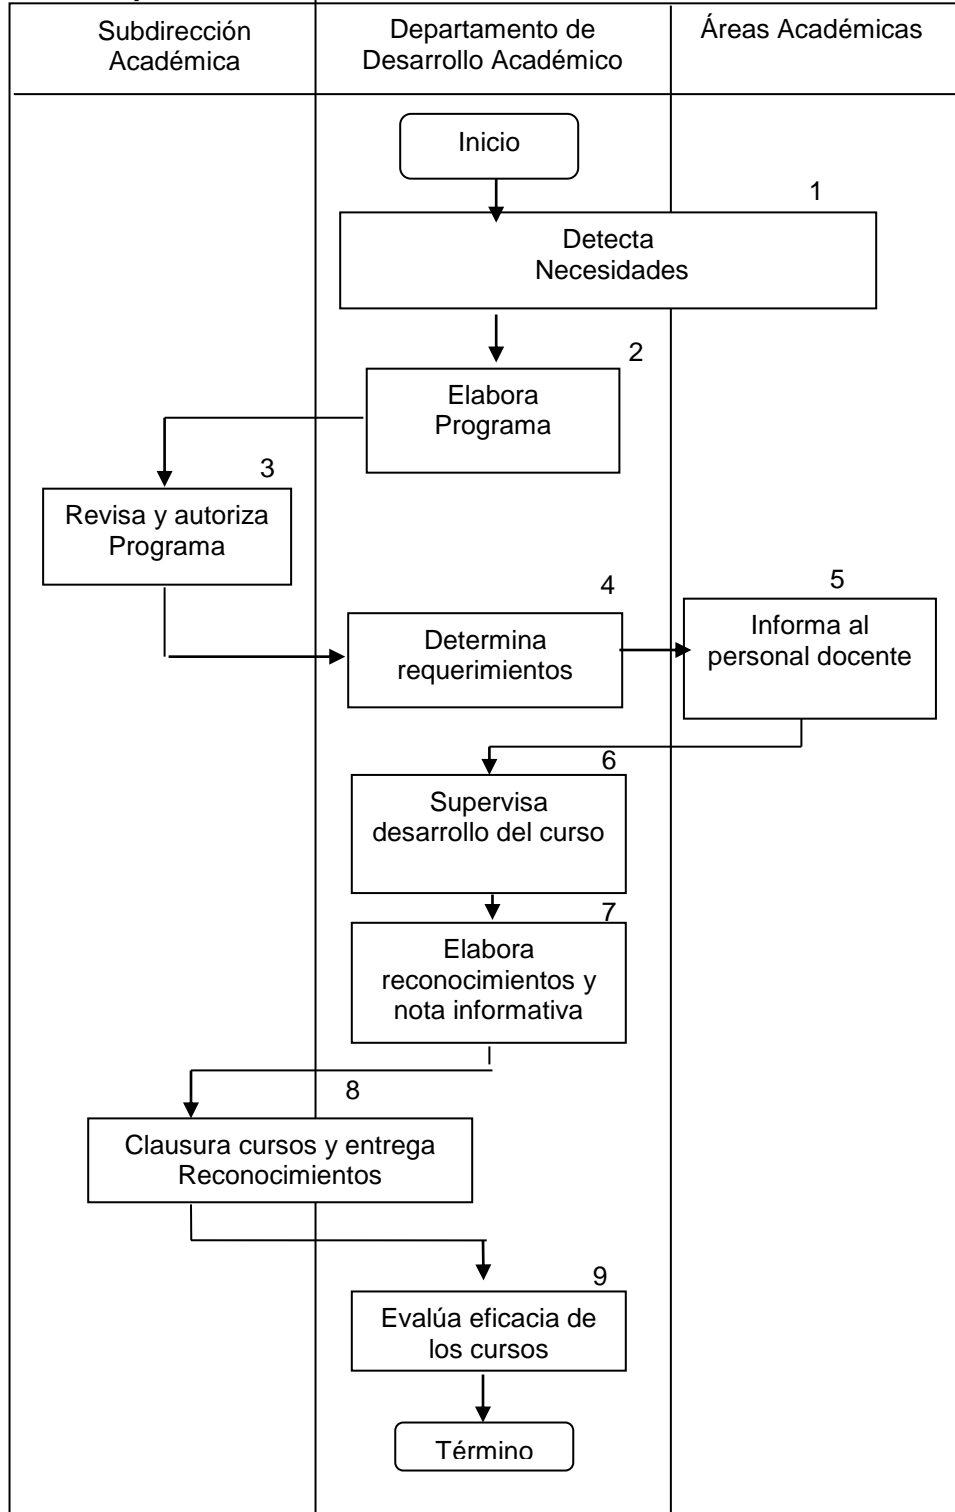 Subdirección
Académica
Departamento de
Desarrollo Académico
Áreas Académicas
Inicio
1
Detecta
Necesidades
2
Elabora
Programa
3
Revisa y autoriza
Programa
4
Determina
requerimientos
5
Informa al
personal docente
6
Supervisa
desarrollo del curso
7
Elabora
reconocimientos y
nota informativa
8
Clausura cursos y entrega
Reconocimientos
9
Evalúa eficacia de
los cursos
Término